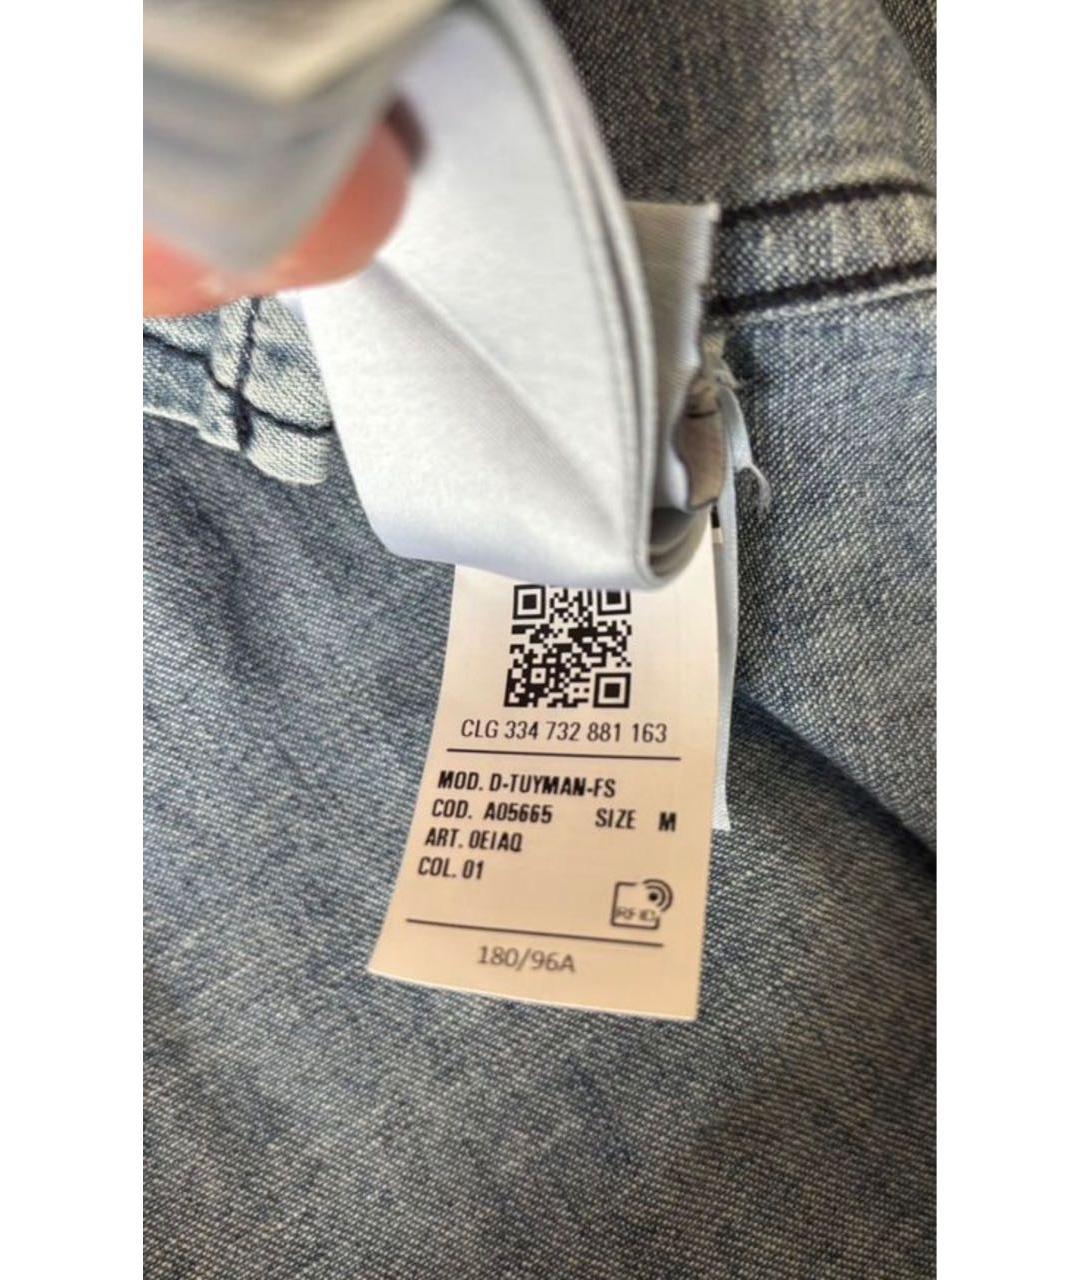 CLG 334 732 881 163
MOD. D-TUYMAN-FS
COD. A05665 SIZE M
ART. 0EIAQ
COL. 01
RFID
180/96A